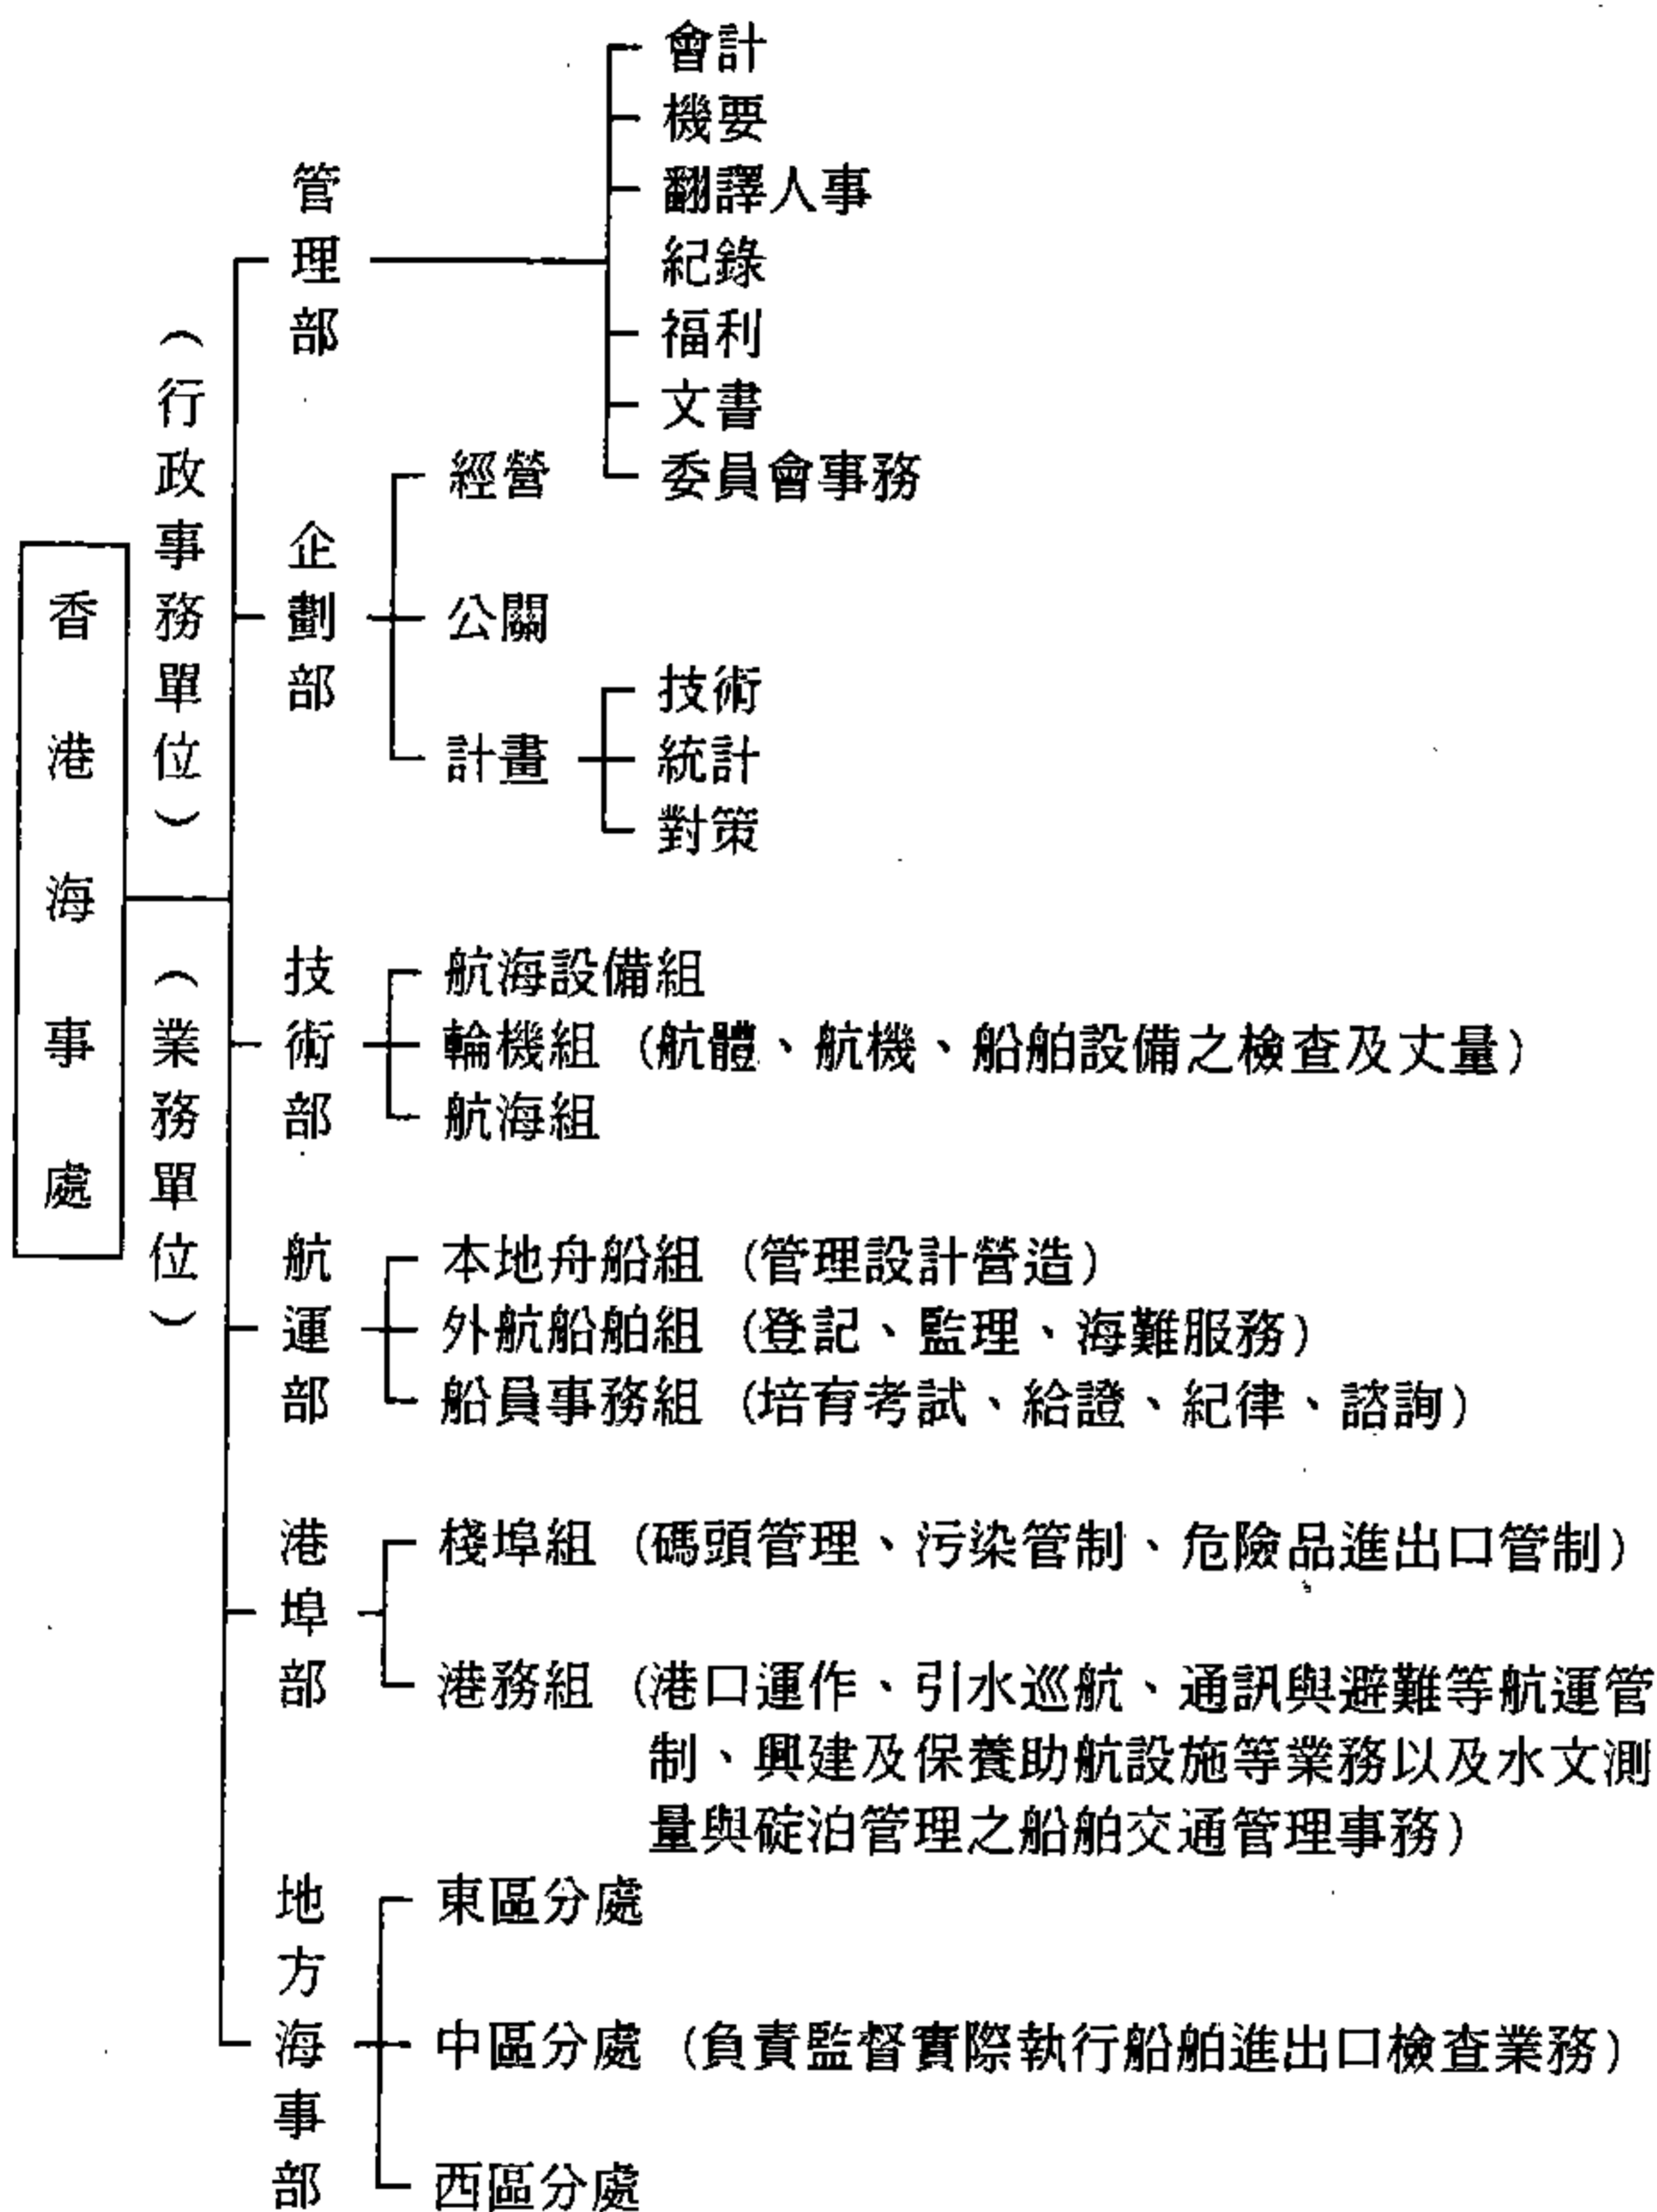 香港海事處
（行政事務單位）
管理部
會計
機要
翻譯人事
紀錄
福利
文書
委員會事務
企劃部
經營
公關
計畫
技術
統計
對策
（業務單位）
技術部
航海設備組
輪機組（航體、航機、船舶設備之檢查及丈量）
航海組
航運部
本地舟船組（管理設計營造）
外航船舶組（登記、監理、海難服務）
船員事務組（培育考試、給證、紀律、諮詢）
港埠部
棧埠組（碼頭管理、污染管制、危險品進出口管制）
港務組（港口運作、引水巡航、通訊與避難等航運管
制、興建及保養助航設施等業務以及水文測
量與碇泊管理之船舶交通管理事務）
地方海事部
東區分處
中區分處（負責監督實際執行船舶進出口檢查業務）
西區分處